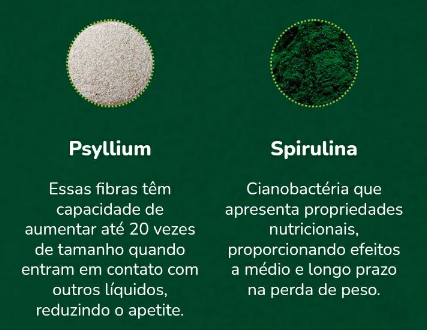 Psyllium
Essas fibras têm
capacidade de
aumentar até 20 vezes
de tamanho quando
entram em contato com
outros líquidos,
reduzindo o apetite.
Spirulina
Cianobactéria que
apresenta propriedades
nutricionais,
proporcionando efeitos
a médio e longo prazo
na perda de peso.